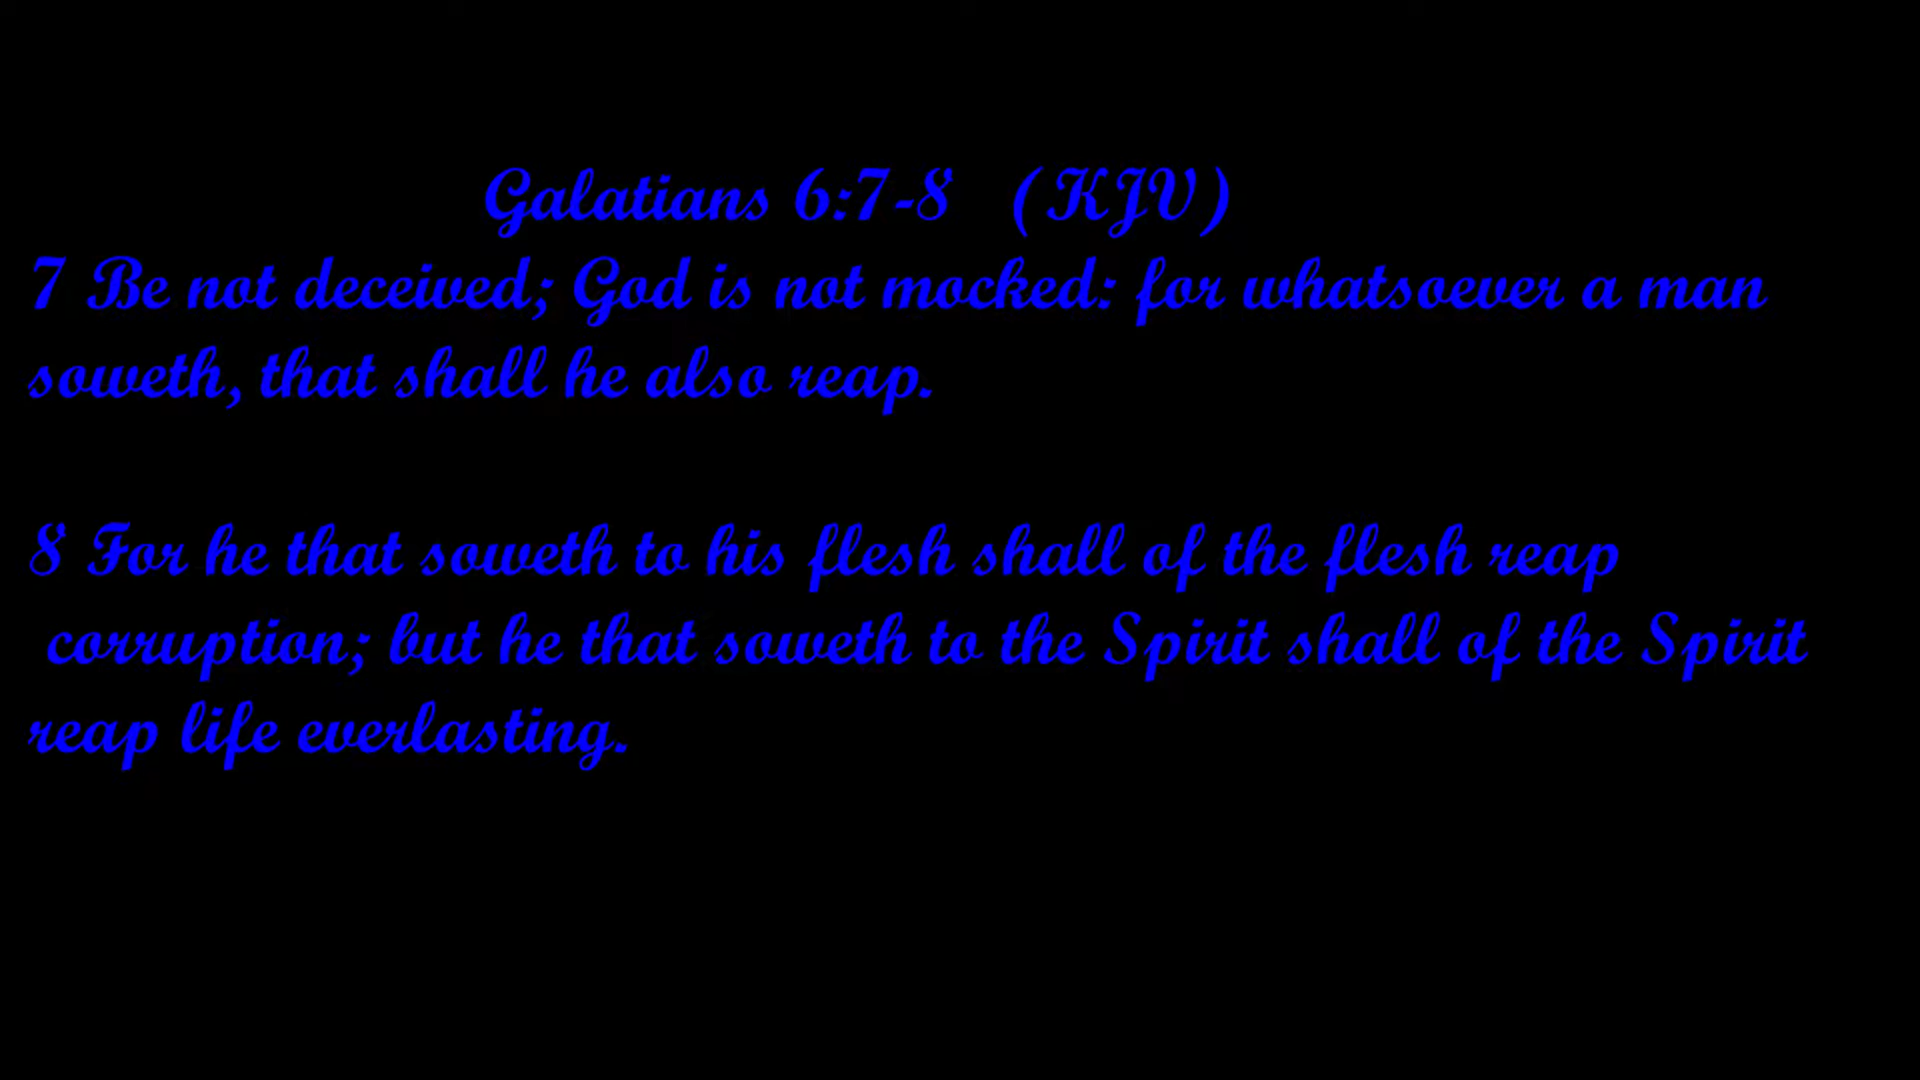 Galatians 6:7-8 (KJV)
7 Be not deceived; God is not mocked: for whatsoever a man
soweth, that shall he also reap.
8 For he that soweth to his flesh shall of the flesh reap
corruption; but he that soweth to the Spirit shall of the Spirit
reap life everlasting.